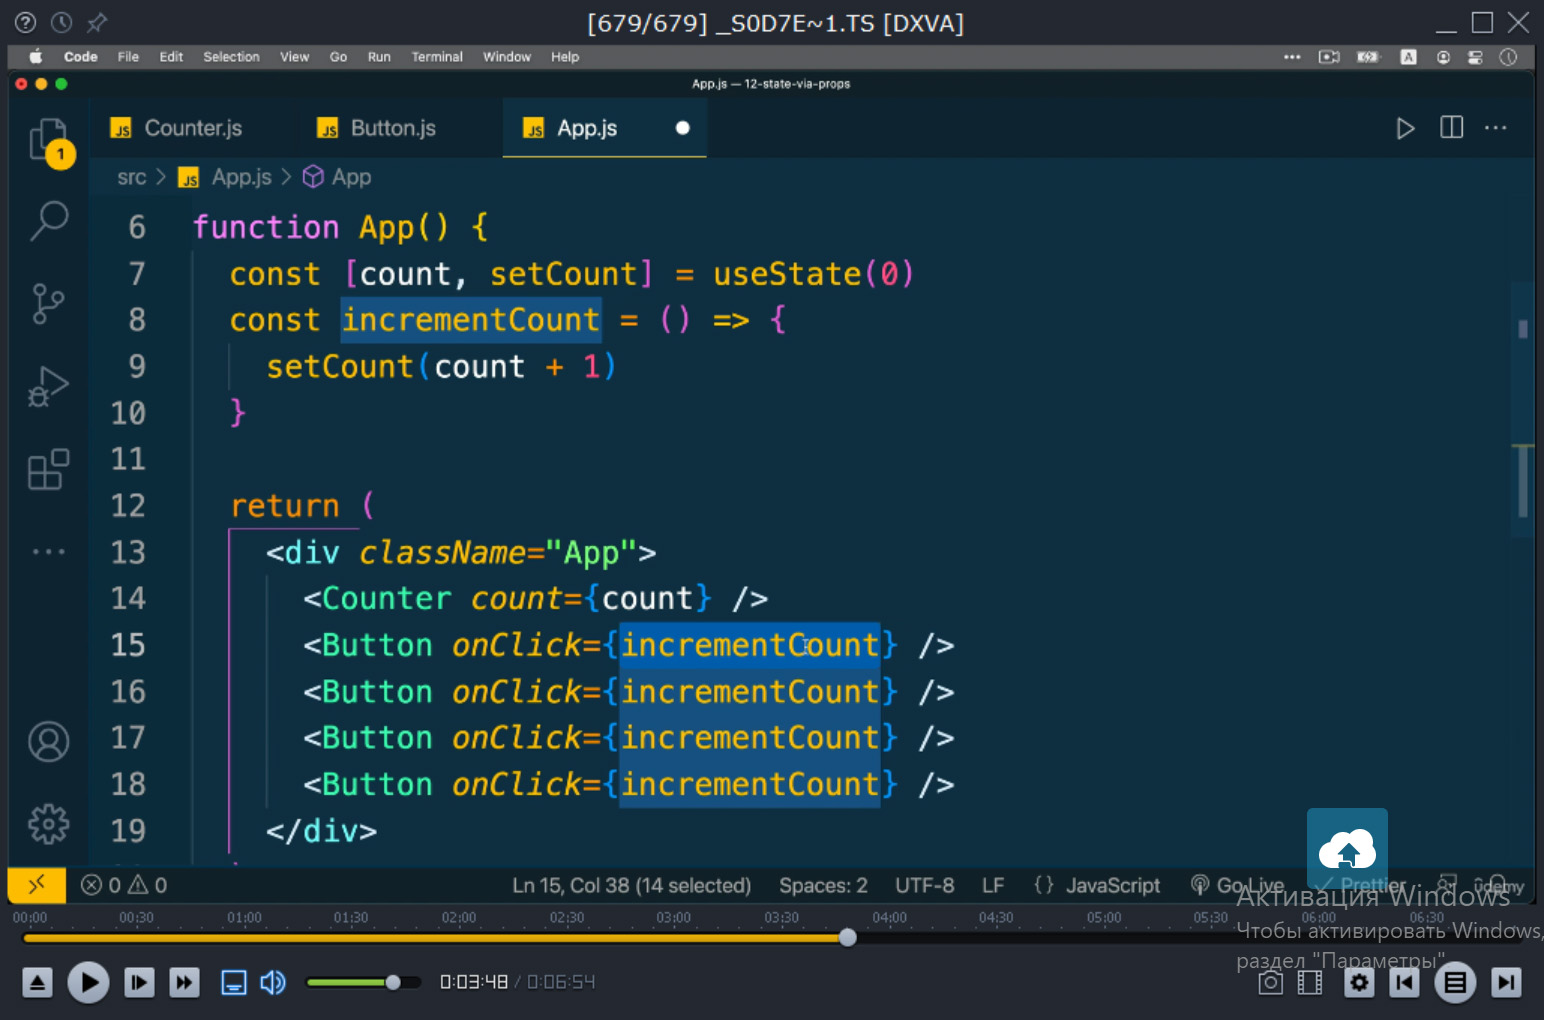 [679/679] _S0D7E~1.TS [DXVA]
Code File Edit Selection View Go Run Terminal Window Help
A
App.js — 12-state-via-props
JS Counter.js JS Button.js JS App.js
1
src > JS App.js > App
6 function App() {
7 const [count, setCount] = useState(0)
8 const incrementCount = () => {
9 setCount(count + 1)
10 }
11
12 return (
13 <div className="App">
14 <Counter count={count} />
15 <Button onClick={incrementCount} />
16 <Button onClick={incrementCount} />
17 <Button onClick={incrementCount} />
18 <Button onClick={incrementCount} />
19 </div>
0 0 Ln 15, Col 38 (14 selected) Spaces: 2 UTF-8 LF {} JavaScript Go Live Prettier udemy
Активация Windows
Чтобы активировать Windows,
раздел "Параметры"
00:00 00:30 01:00 01:30 02:00 02:30 03:00 03:30 04:00 04:30 05:00 05:30 06:00 06:30
0:03:48 / 0:06:54